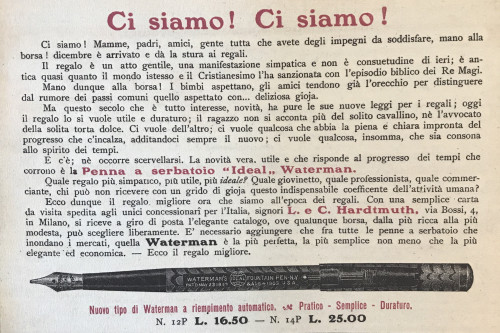 Ci siamo! Ci siamo!
Ci siamo! Mamme, padri, amici, gente tutta che avete degli impegni da soddisfare, mano alla
borsa! dicembre è arrivato e dà la stura ai regali.
Il regalo è un atto gentile, una manifestazione simpatica e non è consuetudine di ieri; è an-
tica quasi quanto il mondo istesso e il Cristianesimo l'ha sanzionata con l'episodio biblico dei Re Magi.
Mano dunque alla borsa! I bimbi aspettano, gli amici tendono già l'orecchio per distinguere
dal rumore dei passi comuni quello aspettato con... deliziosa gioja.
Ma questo secolo che è tutto interesse, novità, ha pure le sue nuove leggi per i regali; oggi
il regalo lo si vuole utile e duraturo; il ragazzo non si acconta più del solito cavallino, nè l'avvocato
della solita torta dolce. Ci vuole dell'altro; ci vuole qualcosa che abbia la piena e chiara impronta del
progresso che c'incalza, additandoci sempre il nuovo; ci vuole qualcosa, insomma, che sia consona
allo spirito dei tempi.
E c'è; nè occorre scervellarsi. La novità vera, utile e che risponde al progresso dei tempi che
corrono è la Penna a serbatoio "Ideal„ Waterman.
Quale regalo più simpatico, più utile, più ideale? Quale giovinetto, quale professionista, quale commer-
ciante, chi può non ricevere con un grido di gioja questo indispensabile coefficente dell'attività umana?
Ecco dunque il regalo migliore ora che siamo all'epoca dei regali. Con una semplice carta
da visita spedita agli unici concessionari per l'Italia, signori L. e C. Hardtmuth, via Bossi, 4,
in Milano, si riceve a giro di posta l'elegante catalogo, ove qualunque borsa, dalla più ricca alla più
modesta, può scegliere liberamente. E' necessario aggiungere che fra tutte le penne a serbatoio che
inondano i mercati, quella Waterman è la più perfetta, la più semplice non meno che la più
elegante ed economica. — Ecco il regalo migliore.
WATERMAN'S IDEAL FOUNTAIN PEN N.Y.
Nuovo tipo di Waterman a riempimento automatico. Pratico - Semplice - Duraturo.
N. 12P L. 16.50 — N. 14P L. 25.00